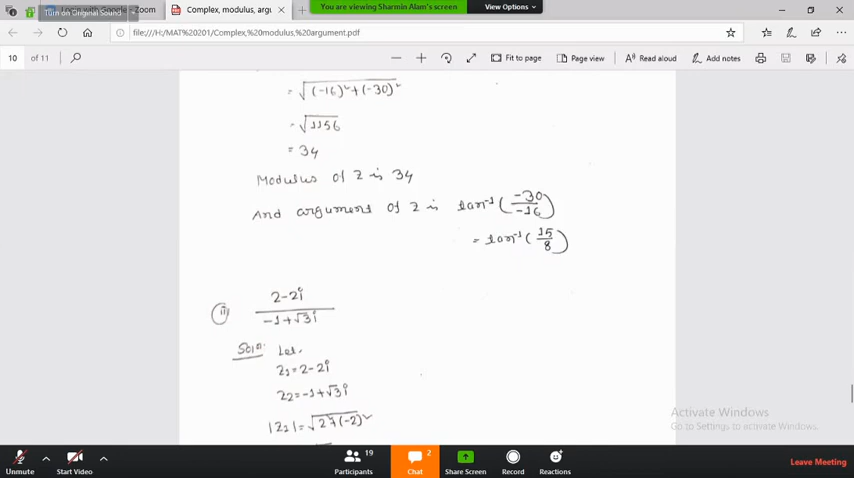 You are viewing Sharmin Alam's screen
View Options
Turn on Original Sound
Zoom
Complex, modulus, argu
file:///H:/MAT%20201/Complex,%20modulus,%20argument.pdf
10 of 11
Fit to page
Page view
Read aloud
Add notes
= √(-16)²+(-30)²
= √1156
= 34
Modulus of z is 34
And argument of z is tan⁻¹ (-30/-16)
= tan⁻¹ (15/8)
(ii) 2-2i / -1+√3i
Sol: Let,
z1=2-2i
z2=-1+√3i
|z1|=√2²+(-2)²
Activate Windows
Go to Settings to activate Windows.
Unmute
Start Video
19
Participants
2
Chat
Share Screen
Record
Reactions
Leave Meeting